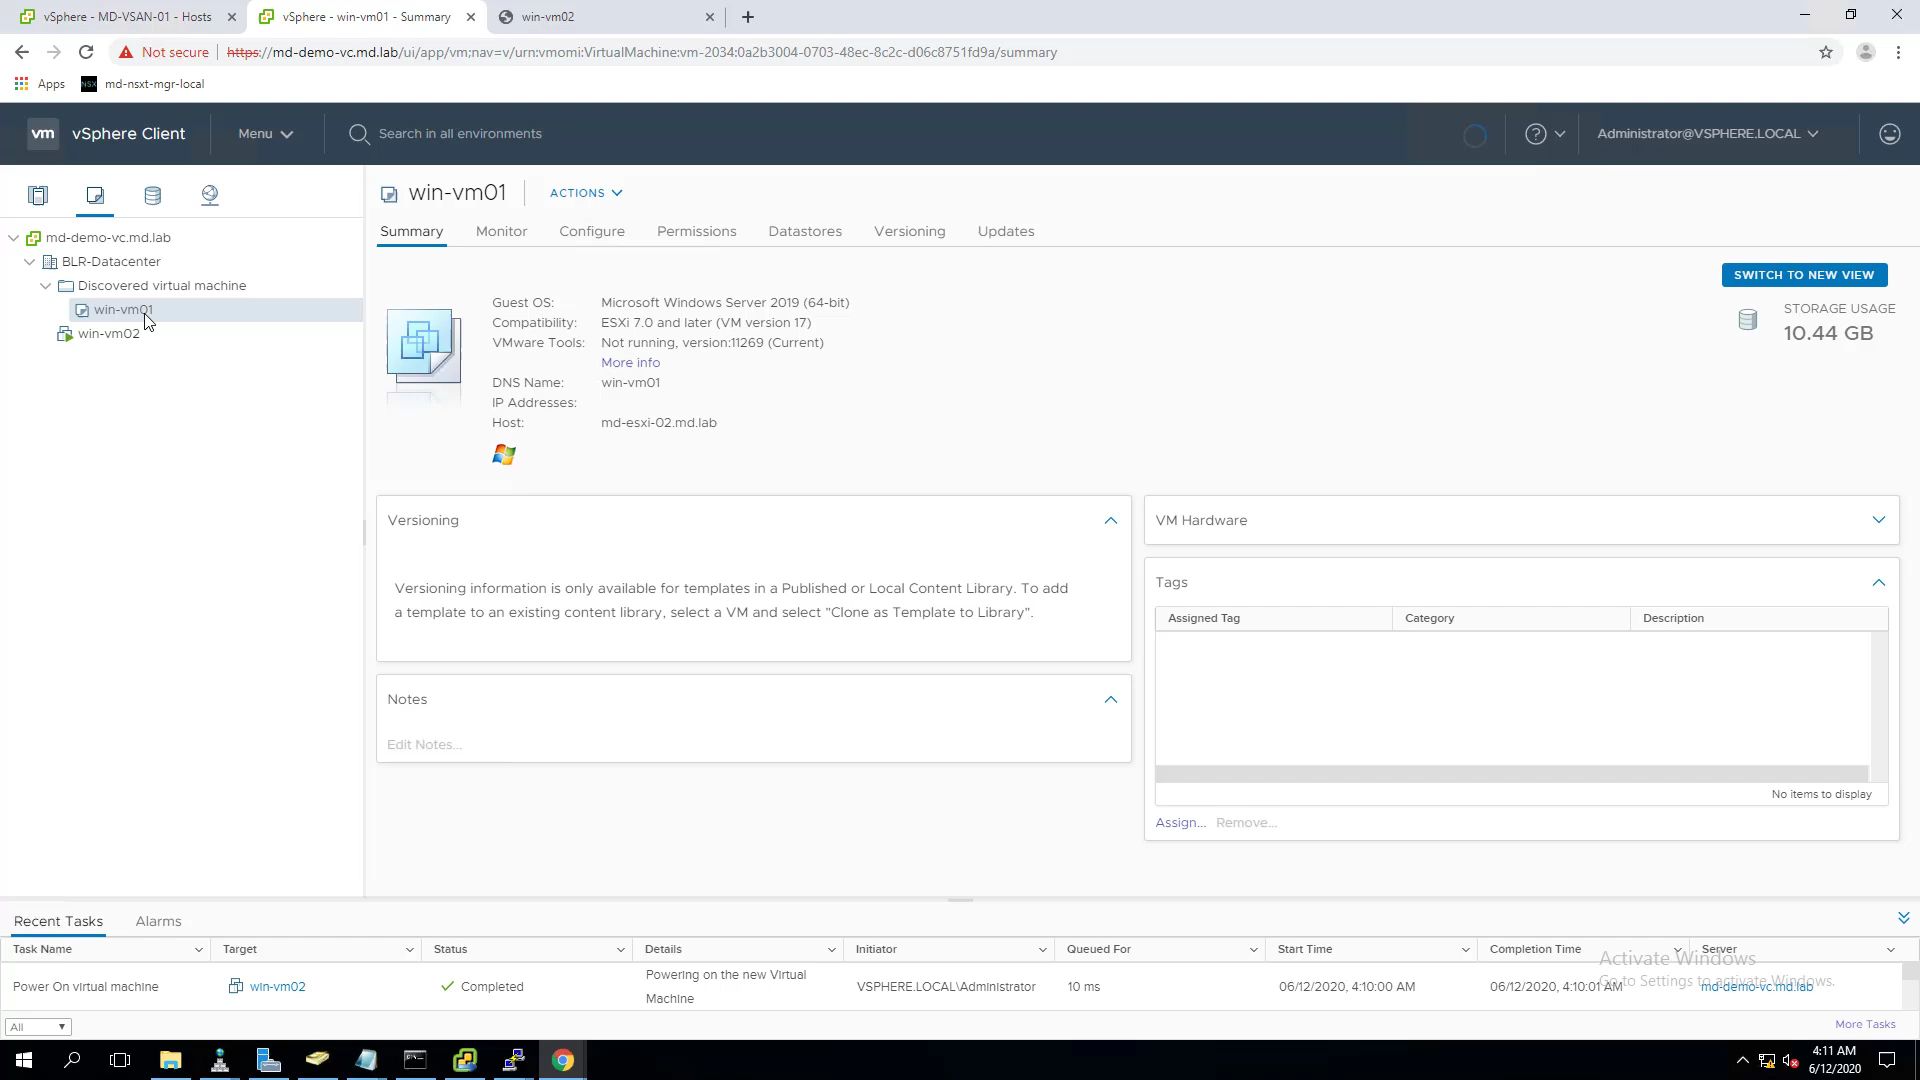 vSphere - MD-VSAN-01 - Hosts
vSphere - win-vm01 - Summary
win-vm02
Not secure
https://md-demo-vc.md.lab/ui/app/vm;nav=v/urn:vmomi:VirtualMachine:vm-2034:0a2b3004-0703-48ec-8c2c-d06c8751fd9a/summary
Apps
NSX
md-nsxt-mgr-local
vm
vSphere Client
Menu
Search in all environments
Administrator@VSPHERE.LOCAL
win-vm01
ACTIONS
md-demo-vc.md.lab
BLR-Datacenter
Discovered virtual machine
win-vm01
win-vm02
Summary
Monitor
Configure
Permissions
Datastores
Versioning
Updates
SWITCH TO NEW VIEW
Guest OS: Microsoft Windows Server 2019 (64-bit)
Compatibility: ESXi 7.0 and later (VM version 17)
VMware Tools: Not running, version:11269 (Current)
More info
DNS Name: win-vm01
IP Addresses:
Host: md-esxi-02.md.lab
STORAGE USAGE
10.44 GB
Versioning
Versioning information is only available for templates in a Published or Local Content Library. To add
a template to an existing content library, select a VM and select "Clone as Template to Library".
Notes
Edit Notes...
VM Hardware
Tags
Assigned Tag
Category
Description
No items to display
Assign...
Remove...
Recent Tasks
Alarms
Task Name
Target
Status
Details
Initiator
Queued For
Start Time
Completion Time
Server
Power On virtual machine
win-vm02
Completed
Powering on the new Virtual
Machine
VSPHERE.LOCAL\Administrator
10 ms
06/12/2020, 4:10:00 AM
06/12/2020, 4:10:01 AM
md-demo-vc.md.lab
Activate Windows
Go to Settings to activate Windows.
All
More Tasks
4:11 AM
6/12/2020